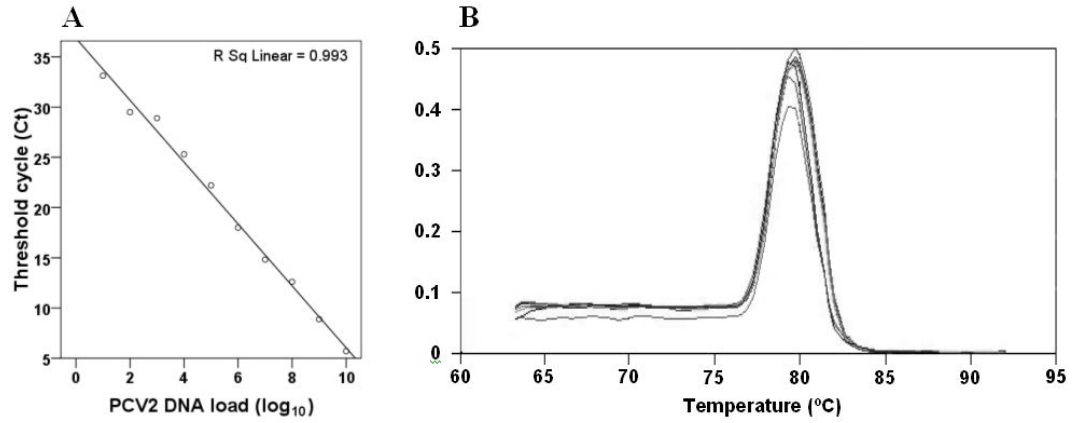 A
R Sq Linear = 0.993
35
30
25
20
15
10
5
0 2 4 6 8 10
Threshold cycle (Ct)
PCV2 DNA load (log10)
B
0.5
0.4
0.3
0.2
0.1
0
60 65 70 75 80 85 90 95
Temperature (ºC)